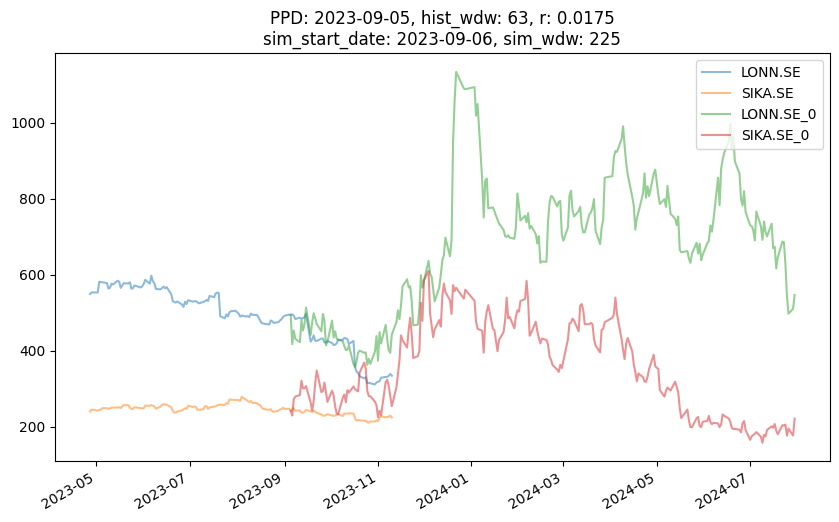 PPD: 2023-09-05, hist_wdw: 63, r: 0.0175
sim_start_date: 2023-09-06, sim_wdw: 225
LONN.SE
SIKA.SE
LONN.SE_0
SIKA.SE_0
1000
800
600
400
200
2023-05
2023-07
2023-09
2023-11
2024-01
2024-03
2024-05
2024-07